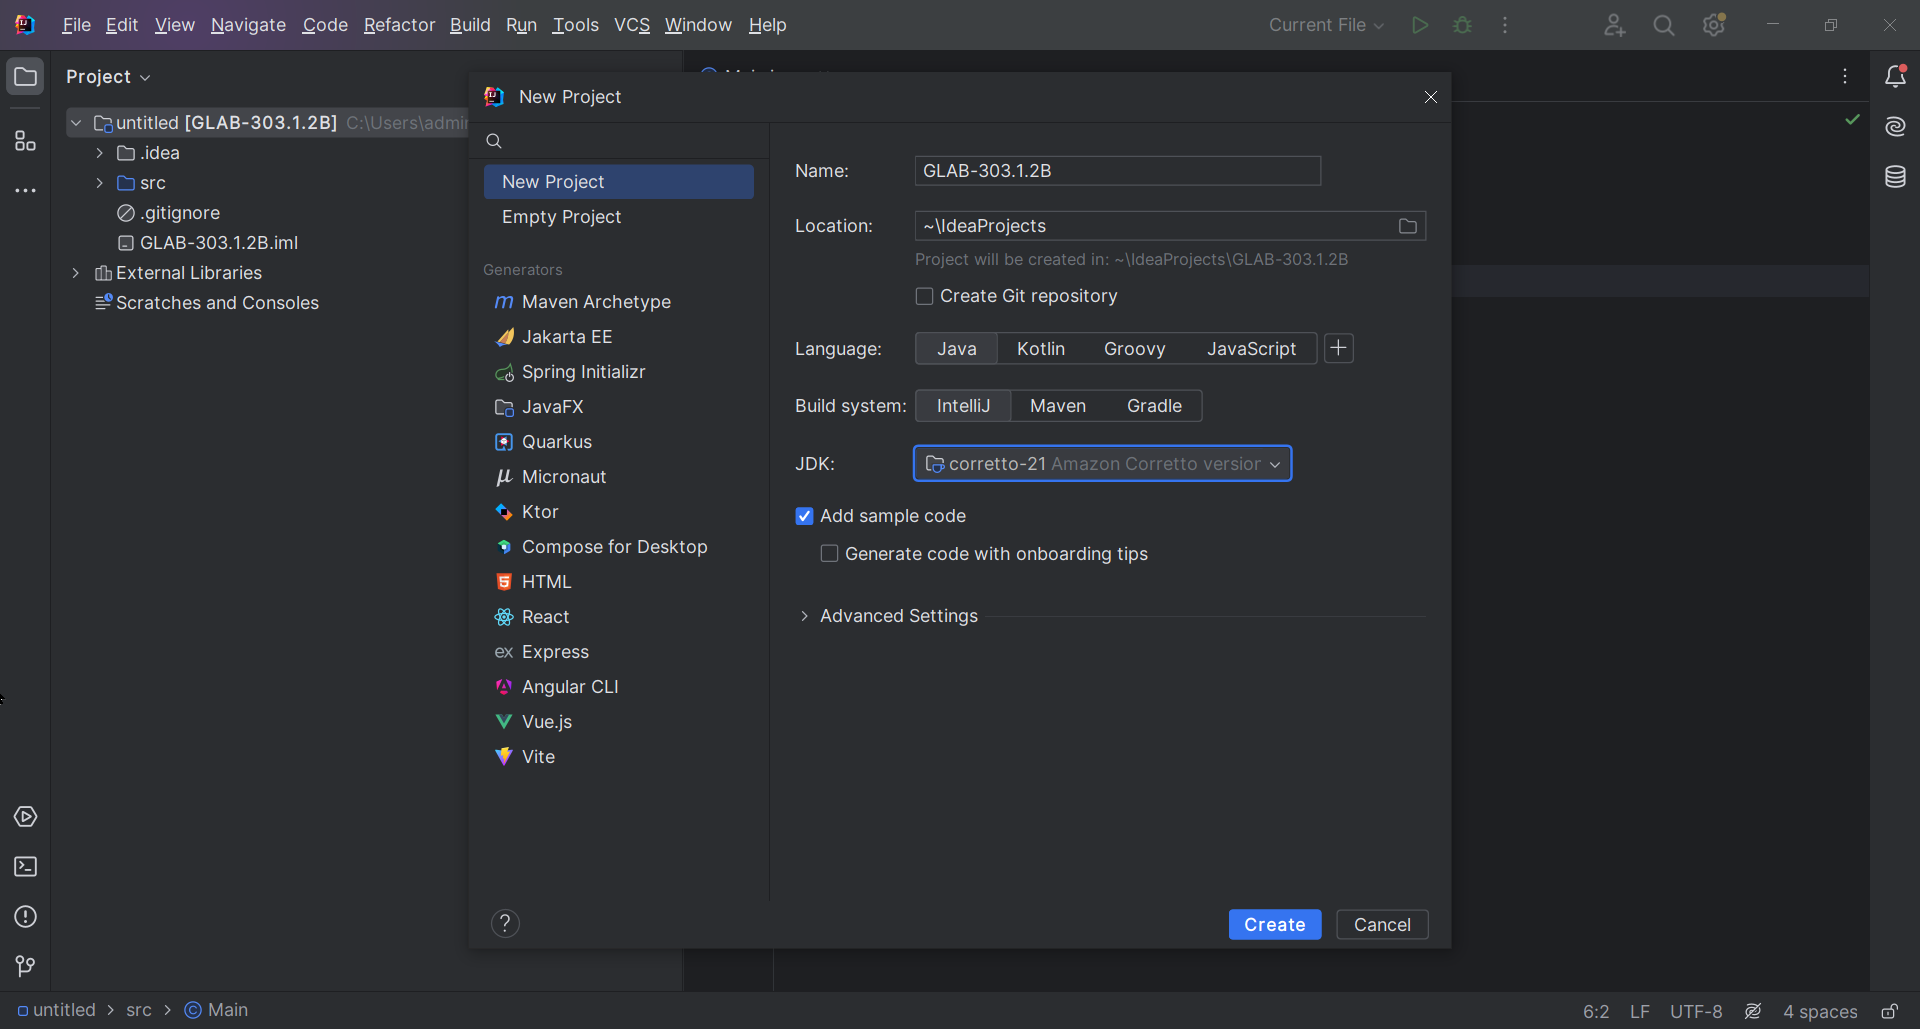 File Edit View Navigate Code Refactor Build Run Tools VCS Window Help
Current File
Project
untitled [GLAB-303.1.2B] C:\Users\admi
.idea
src
.gitignore
GLAB-303.1.2B.iml
External Libraries
Scratches and Consoles
New Project
New Project
Empty Project
Generators
Maven Archetype
Jakarta EE
Spring Initializr
JavaFX
Quarkus
Micronaut
Ktor
Compose for Desktop
HTML
React
ex Express
Angular CLI
Vue.js
Vite
Name: GLAB-303.1.2B
Location: ~\IdeaProjects
Project will be created in: ~\IdeaProjects\GLAB-303.1.2B
Create Git repository
Language: Java Kotlin Groovy JavaScript
Build system: IntelliJ Maven Gradle
JDK: corretto-21 Amazon Corretto version
Add sample code
Generate code with onboarding tips
Advanced Settings
? Create Cancel
untitled > src > Main
6:2 LF UTF-8 4 spaces